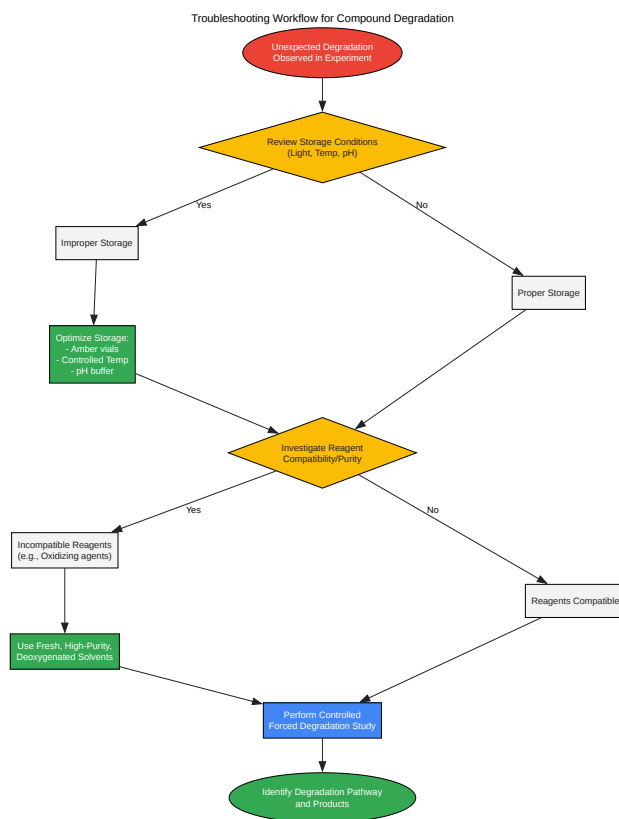 Troubleshooting Workflow for Compound Degradation
Unexpected Degradation
Observed in Experiment
Review Storage Conditions
(Light, Temp, pH)
Yes
No
Improper Storage
Proper Storage
Optimize Storage:
- Amber vials
- Controlled Temp
- pH buffer
Investigate Reagent
Compatibility/Purity
Yes
No
Incompatible Reagents
(e.g., Oxidizing agents)
Reagents Compatible
Use Fresh, High-Purity,
Deoxygenated Solvents
Perform Controlled
Forced Degradation Study
Identify Degradation Pathway
and Products